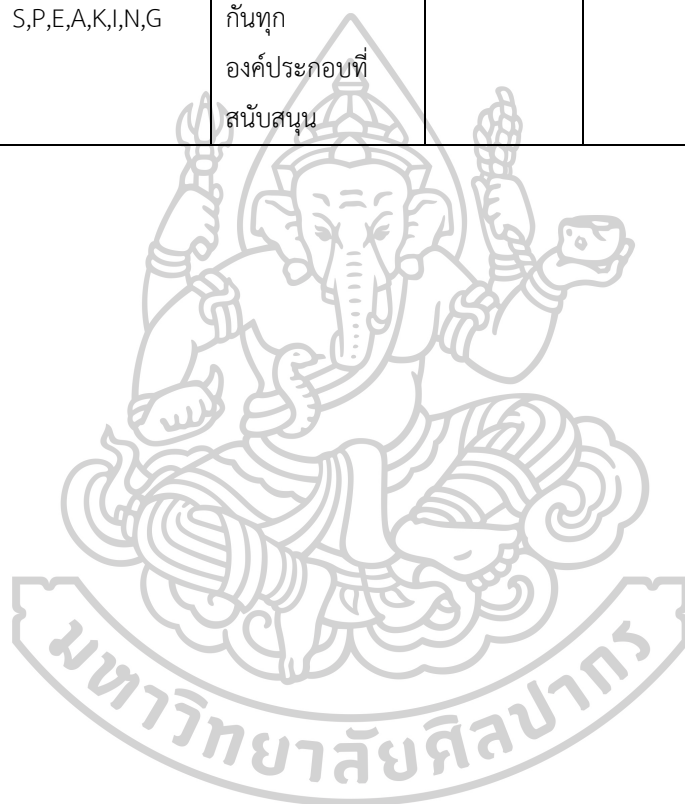 S,P,E,A,K,I,N,G
กันทุก
องค์ประกอบที่
สนับสนุน
มหาวิทยาลัยศิลปากร